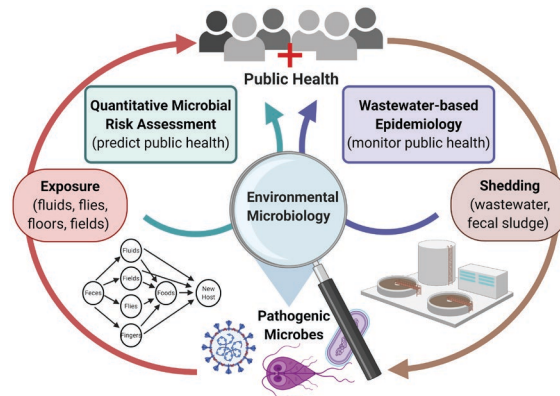 Public Health
Quantitative Microbial
Risk Assessment
(predict public health)
Wastewater-based
Epidemiology
(monitor public health)
Exposure
(fluids, flies,
floors, fields)
Environmental
Microbiology
Shedding
(wastewater,
fecal sludge)
Fluids
Fields
Feces
Foods
New
Host
Flies
Fingers
Pathogenic
Microbes